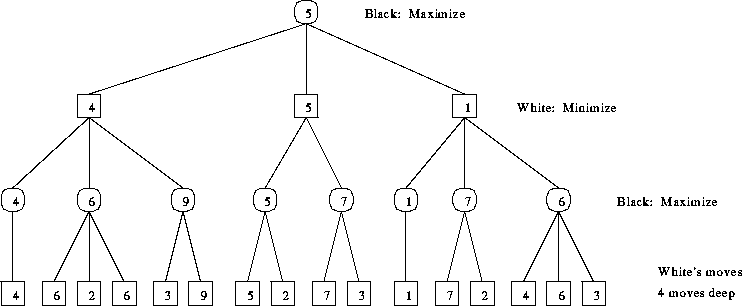 5 Black: Maximize
4 5 1 White: Minimize
4 6 9 5 7 1 7 6 Black: Maximize
White's moves
4 6 2 6 3 9 5 2 7 3 1 7 2 4 6 3 4 moves deep